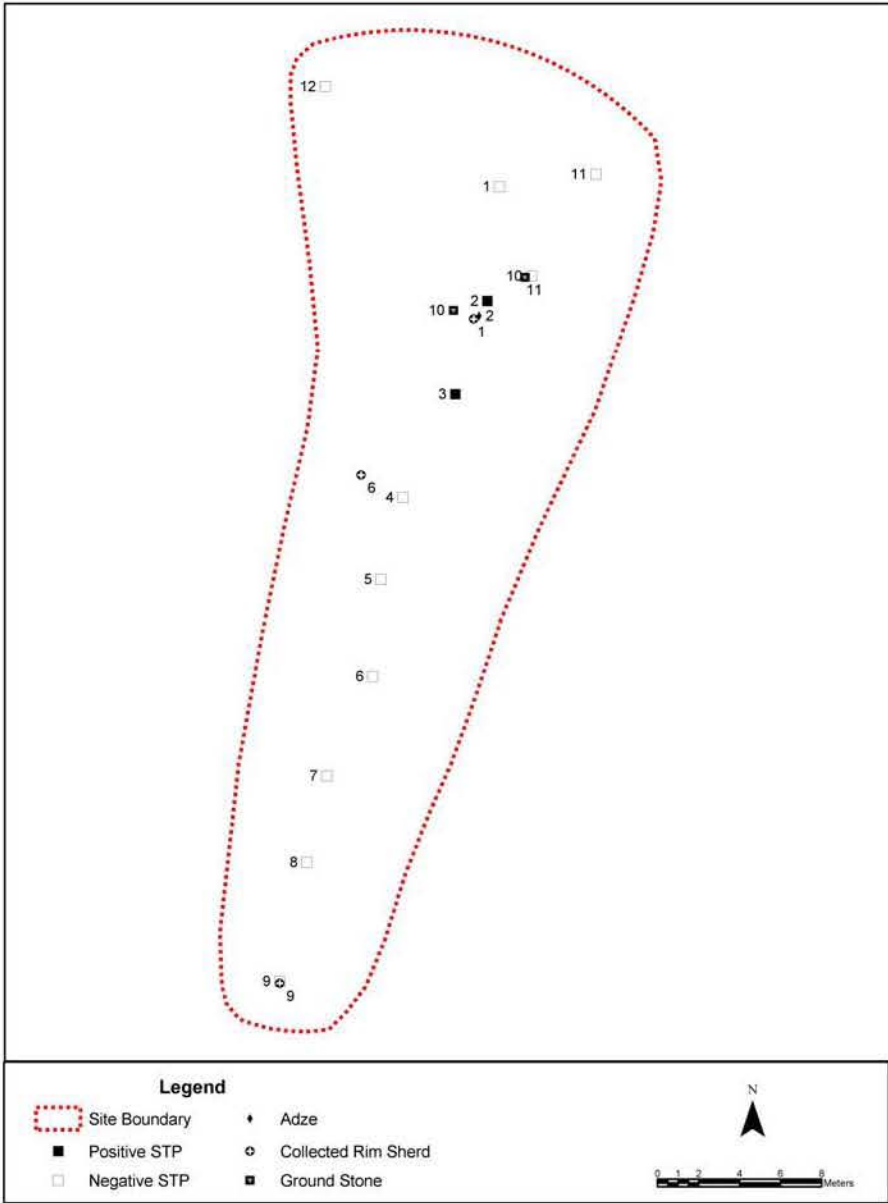 12
11
1
10
11
2
10
2
1
3
6
4
5
6
7
8
9
9
Legend
Site Boundary
Adze
Positive STP
Collected Rim Sherd
Negative STP
Ground Stone
N
0 1 2 4 6 8
Meters